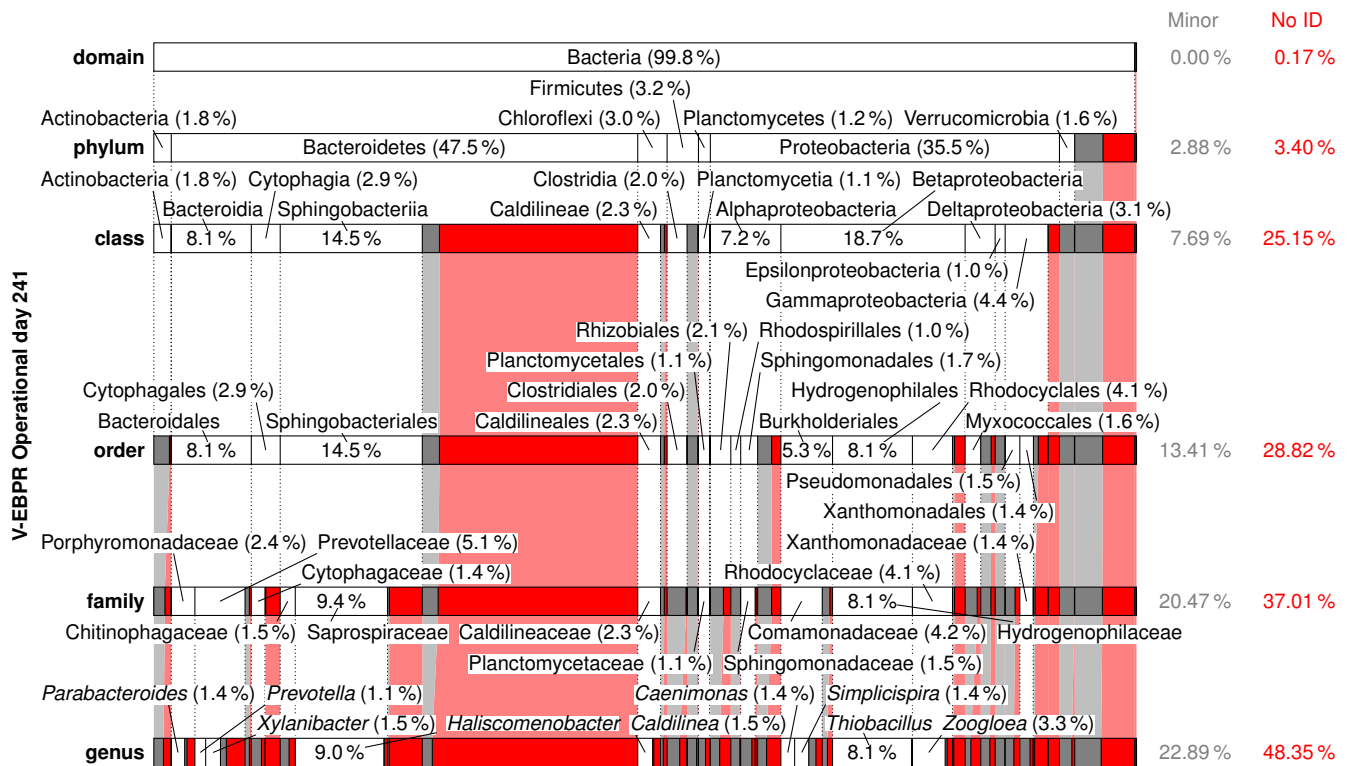 Minor No ID
domain Bacteria (99.8 %) 0.00 % 0.17 %
Firmicutes (3.2 %)
Actinobacteria (1.8 %) Chloroflexi (3.0 %) Planctomycetes (1.2 %) Verrucomicrobia (1.6 %)
phylum Bacteroidetes (47.5 %) Proteobacteria (35.5 %) 2.88 % 3.40 %
Actinobacteria (1.8 %) Cytophagia (2.9 %) Clostridia (2.0 %) Planctomycetia (1.1 %) Betaproteobacteria
Bacteroidia Sphingobacteriia Caldilineae (2.3 %) Alphaproteobacteria Deltaproteobacteria (3.1 %)
class 8.1 % 14.5 % 7.2 % 18.7 % 7.69 % 25.15 %
Epsilonproteobacteria (1.0 %)
Gammaproteobacteria (4.4 %)
V-EBPR Operational day 241
Rhizobiales (2.1 %) Rhodospirillales (1.0 %)
Planctomycetales (1.1 %) Sphingomonadales (1.7 %)
Cytophagales (2.9 %) Clostridiales (2.0 %) Hydrogenophilales Rhodocyclales (4.1 %)
Bacteroidales Sphingobacteriales Caldilineales (2.3 %) Burkholderiales Myxococcales (1.6 %)
order 8.1 % 14.5 % 5.3 % 8.1 % 13.41 % 28.82 %
Pseudomonadales (1.5 %)
Xanthomonadales (1.4 %)
Porphyromonadaceae (2.4 %) Prevotellaceae (5.1 %) Xanthomonadaceae (1.4 %)
Cytophagaceae (1.4 %) Rhodocyclaceae (4.1 %)
family 9.4 % 8.1 % 20.47 % 37.01 %
Chitinophagaceae (1.5 %) Saprospiraceae Caldilineaceae (2.3 %) Comamonadaceae (4.2 %) Hydrogenophilaceae
Planctomycetaceae (1.1 %) Sphingomonadaceae (1.5 %)
Parabacteroides (1.4 %) Prevotella (1.1 %) Caenimonas (1.4 %) Simplicispira (1.4 %)
Xylanibacter (1.5 %) Haliscomenobacter Caldilinea (1.5 %) Thiobacillus Zoogloea (3.3 %)
genus 9.0 % 8.1 % 22.89 % 48.35 %